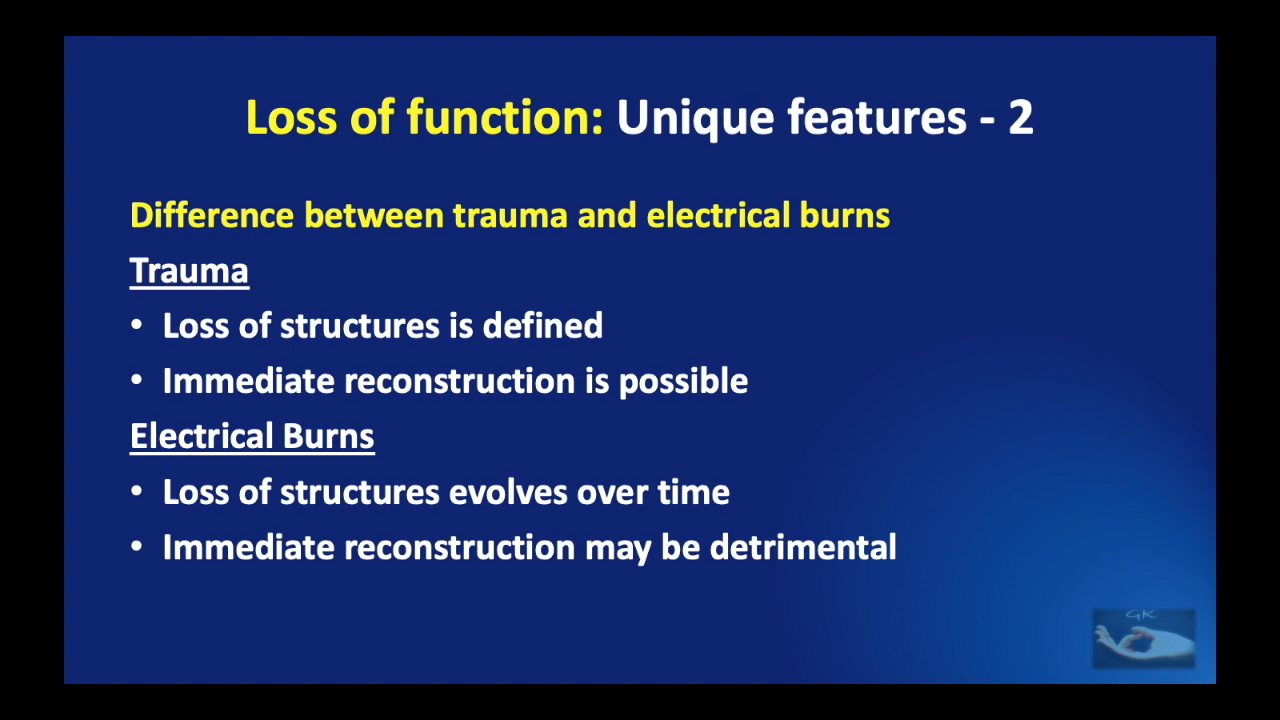 Loss of function: Unique features - 2
Difference between trauma and electrical burns
Trauma
• Loss of structures is defined
• Immediate reconstruction is possible
Electrical Burns
• Loss of structures evolves over time
• Immediate reconstruction may be detrimental
GK